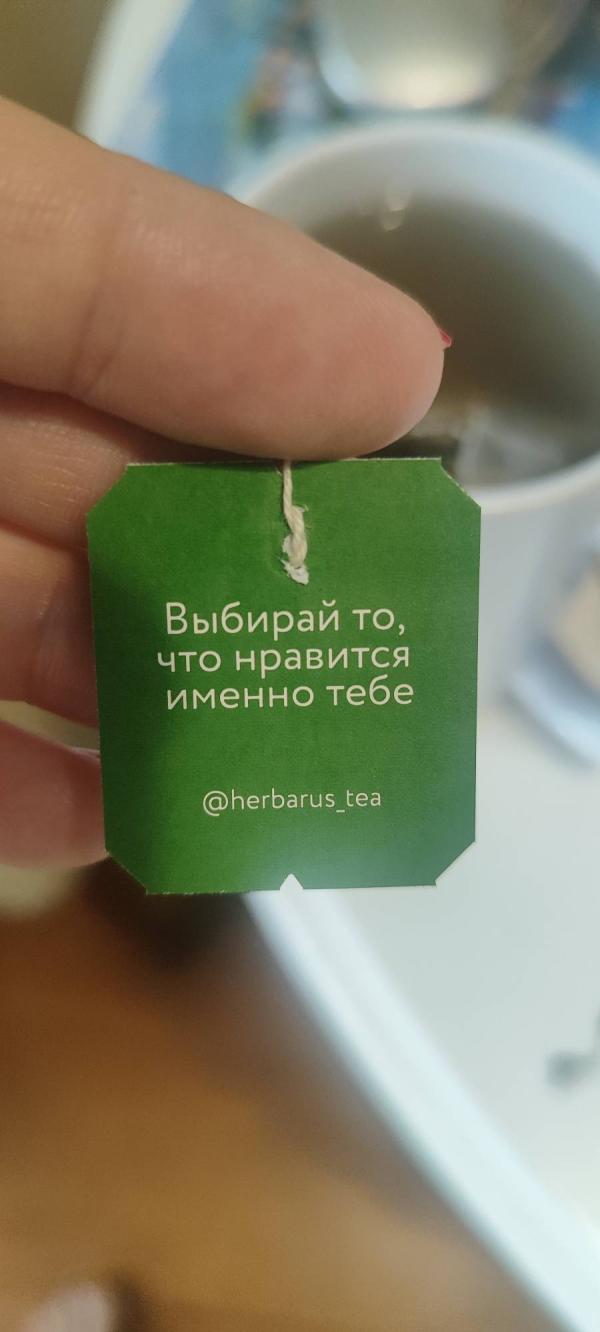 Выбирай то,
что нравится
именно тебе
@herbarus_tea